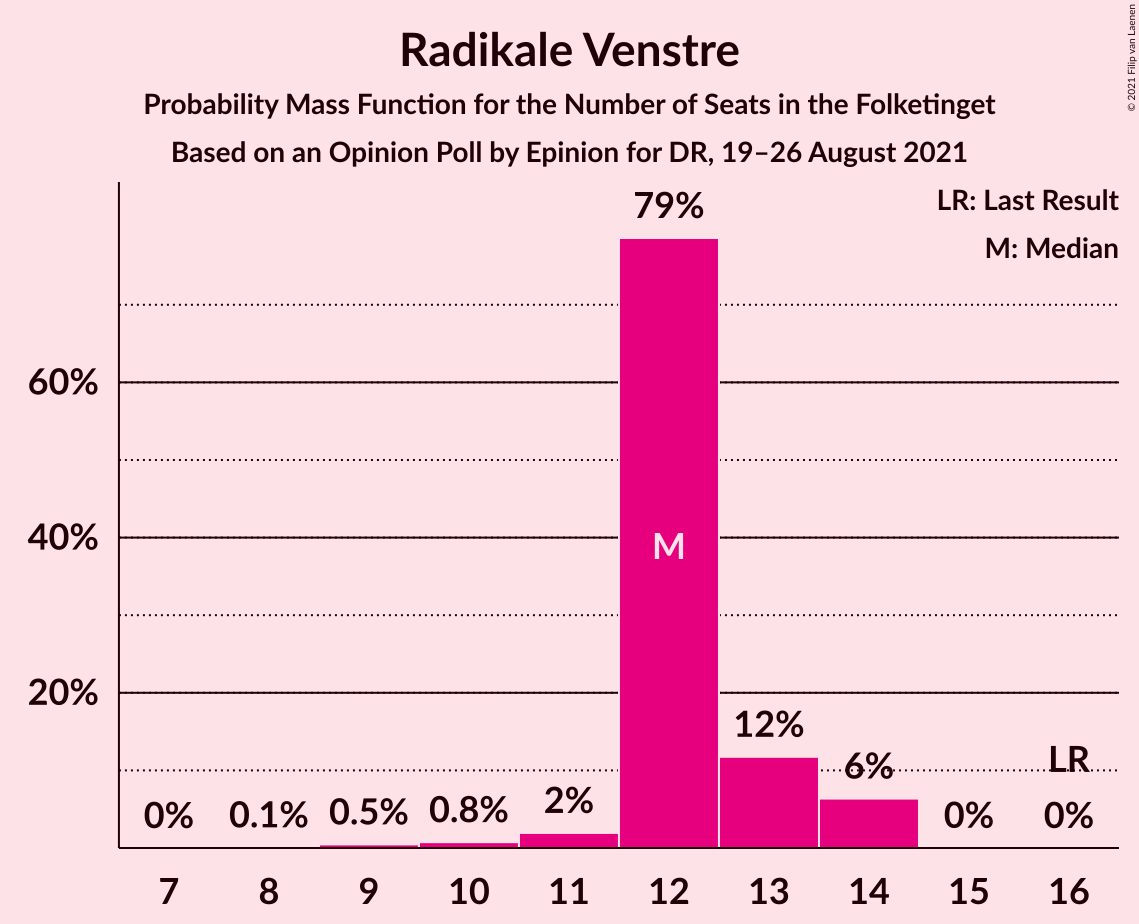 Radikale Venstre
Probability Mass Function for the Number of Seats in the Folketinget
Based on an Opinion Poll by Epinion for DR, 19–26 August 2021
© 2021 Filip van Laenen
LR: Last Result
M: Median
79%
60%
40%
M
20%
12%
6%
LR
0%
0.1%
0.5%
0.8%
2%
0%
0%
7
8
9
10
11
12
13
14
15
16